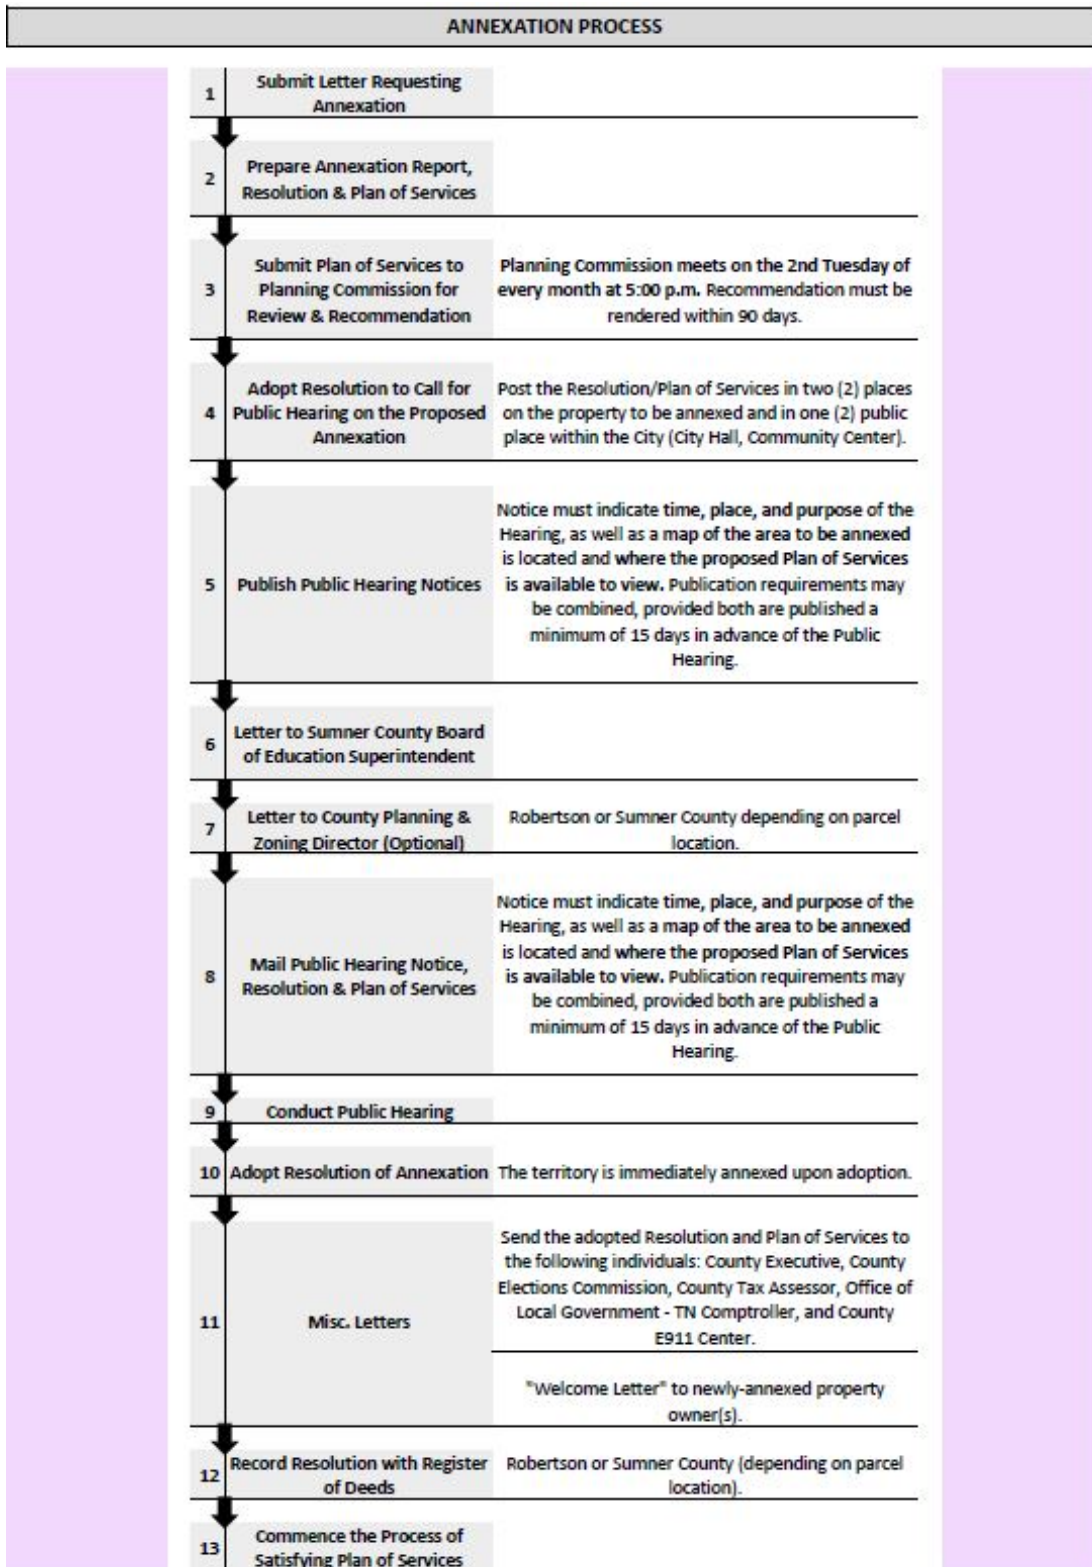 ANNEXATION PROCESS
1
Submit Letter Requesting
Annexation
2
Prepare Annexation Report,
Resolution & Plan of Services
3
Submit Plan of Services to
Planning Commission for
Review & Recommendation
Planning Commission meets on the 2nd Tuesday of
every month at 5:00 p.m. Recommendation must be
rendered within 90 days.
4
Adopt Resolution to Call for
Public Hearing on the Proposed
Annexation
Post the Resolution/Plan of Services in two (2) places
on the property to be annexed and in one (2) public
place within the City (City Hall, Community Center).
5
Publish Public Hearing Notices
Notice must indicate time, place, and purpose of the
Hearing, as well as a map of the area to be annexed
is located and where the proposed Plan of Services
is available to view. Publication requirements may
be combined, provided both are published a
minimum of 15 days in advance of the Public
Hearing.
6
Letter to Sumner County Board
of Education Superintendent
7
Letter to County Planning &
Zoning Director (Optional)
Robertson or Sumner County depending on parcel
location.
8
Mail Public Hearing Notice,
Resolution & Plan of Services
Notice must indicate time, place, and purpose of the
Hearing, as well as a map of the area to be annexed
is located and where the proposed Plan of Services
is available to view. Publication requirements may
be combined, provided both are published a
minimum of 15 days in advance of the Public
Hearing.
9
Conduct Public Hearing
10
Adopt Resolution of Annexation
The territory is immediately annexed upon adoption.
11
Misc. Letters
Send the adopted Resolution and Plan of Services to
the following individuals: County Executive, County
Elections Commission, County Tax Assessor, Office of
Local Government - TN Comptroller, and County
E911 Center.
"Welcome Letter" to newly-annexed property
owner(s).
12
Record Resolution with Register
of Deeds
Robertson or Sumner County (depending on parcel
location).
13
Commence the Process of
Satisfying Plan of Services